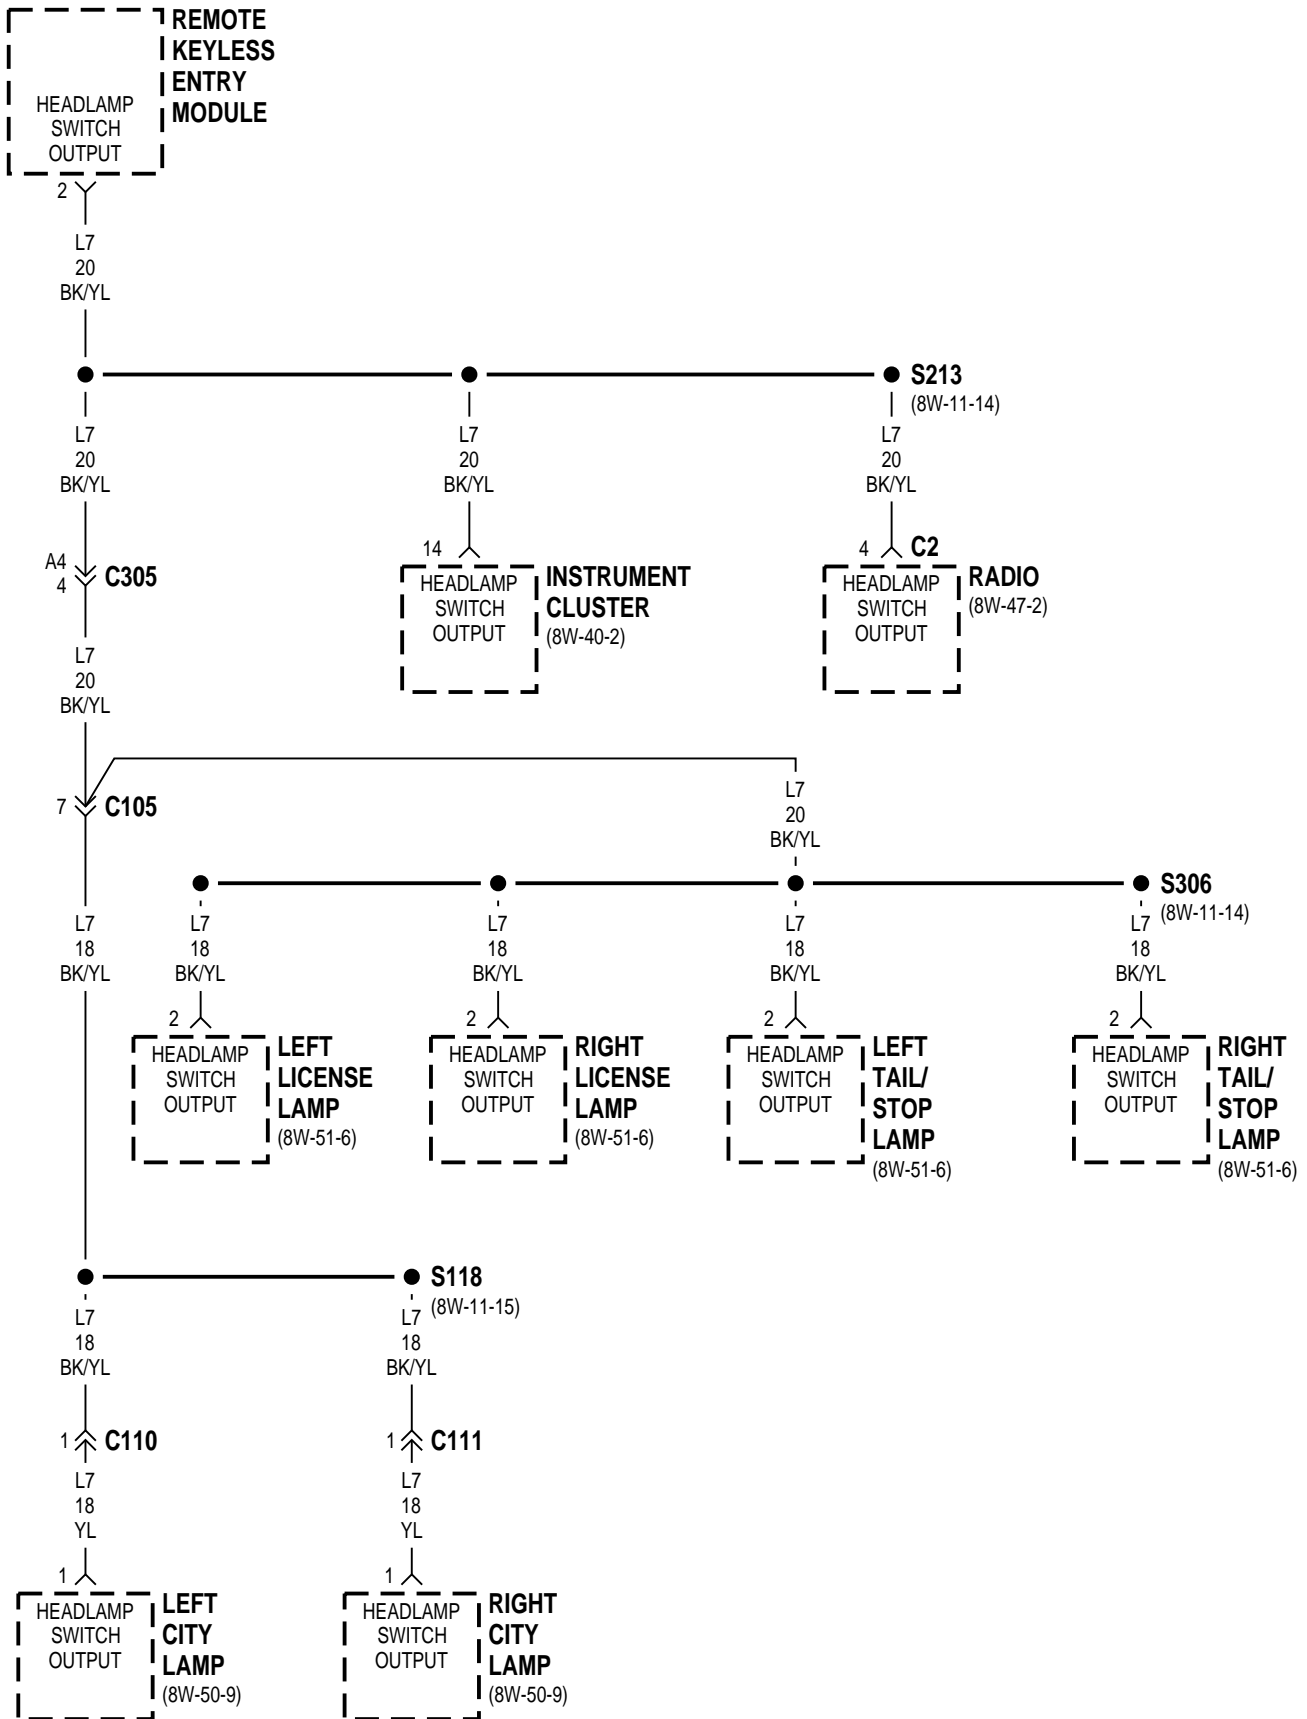 REMOTE
KEYLESS
ENTRY
MODULE
HEADLAMP
SWITCH
OUTPUT
2
L7
20
BK/YL
S213
(8W-11-14)
L7
20
BK/YL
L7
20
BK/YL
L7
20
BK/YL
A4
4
C305
14
HEADLAMP
SWITCH
OUTPUT
INSTRUMENT
CLUSTER
(8W-40-2)
4
C2
HEADLAMP
SWITCH
OUTPUT
RADIO
(8W-47-2)
L7
20
BK/YL
7
C105
L7
20
BK/YL
S306
(8W-11-14)
L7
18
BK/YL
L7
18
BK/YL
L7
18
BK/YL
L7
18
BK/YL
L7
18
BK/YL
2
HEADLAMP
SWITCH
OUTPUT
LEFT
LICENSE
LAMP
(8W-51-6)
2
HEADLAMP
SWITCH
OUTPUT
RIGHT
LICENSE
LAMP
(8W-51-6)
2
HEADLAMP
SWITCH
OUTPUT
LEFT
TAIL/
STOP
LAMP
(8W-51-6)
2
HEADLAMP
SWITCH
OUTPUT
RIGHT
TAIL/
STOP
LAMP
(8W-51-6)
S118
(8W-11-15)
L7
18
BK/YL
L7
18
BK/YL
1
C110
1
C111
L7
18
YL
L7
18
YL
1
HEADLAMP
SWITCH
OUTPUT
LEFT
CITY
LAMP
(8W-50-9)
1
HEADLAMP
SWITCH
OUTPUT
RIGHT
CITY
LAMP
(8W-50-9)